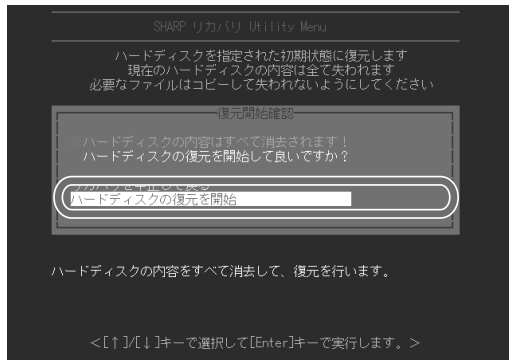 SHARP リカバリ Utility Menu
ハードディスクを指定された初期状態に復元します
現在のハードディスクの内容は全て失われます
必要なファイルはコピーして失われないようにしてください
復元開始確認
※ハードディスクの内容はすべて消去されます!
ハードディスクの復元を開始して良いですか?
リカバリを中止して戻る
ハードディスクの復元を開始
ハードディスクの内容をすべて消去して、復元を行います。
<[↑]/[↓]キーで選択して[Enter]キーで実行します。>